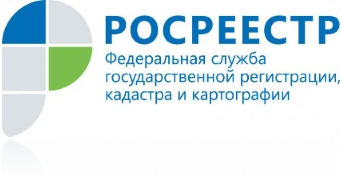 РОСРЕЕСТР
Федеральная служба
государственной регистрации,
кадастра и картографии